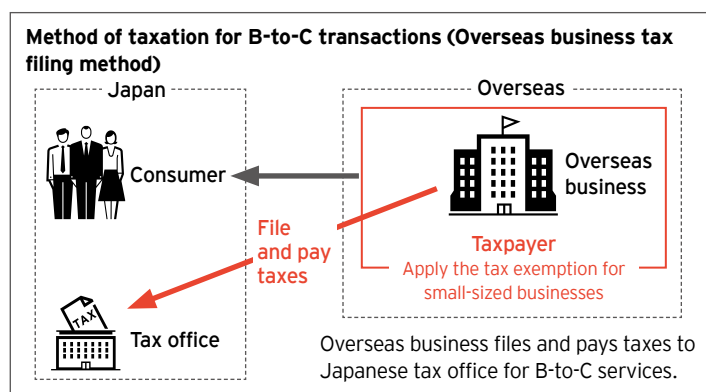 Method of taxation for B-to-C transactions (Overseas business tax
filing method)
Japan
Overseas
Consumer
Overseas
business
File
and pay
taxes
Taxpayer
Apply the tax exemption for
small-sized businesses
TAX
Tax office
Overseas business files and pays taxes to
Japanese tax office for B-to-C services.